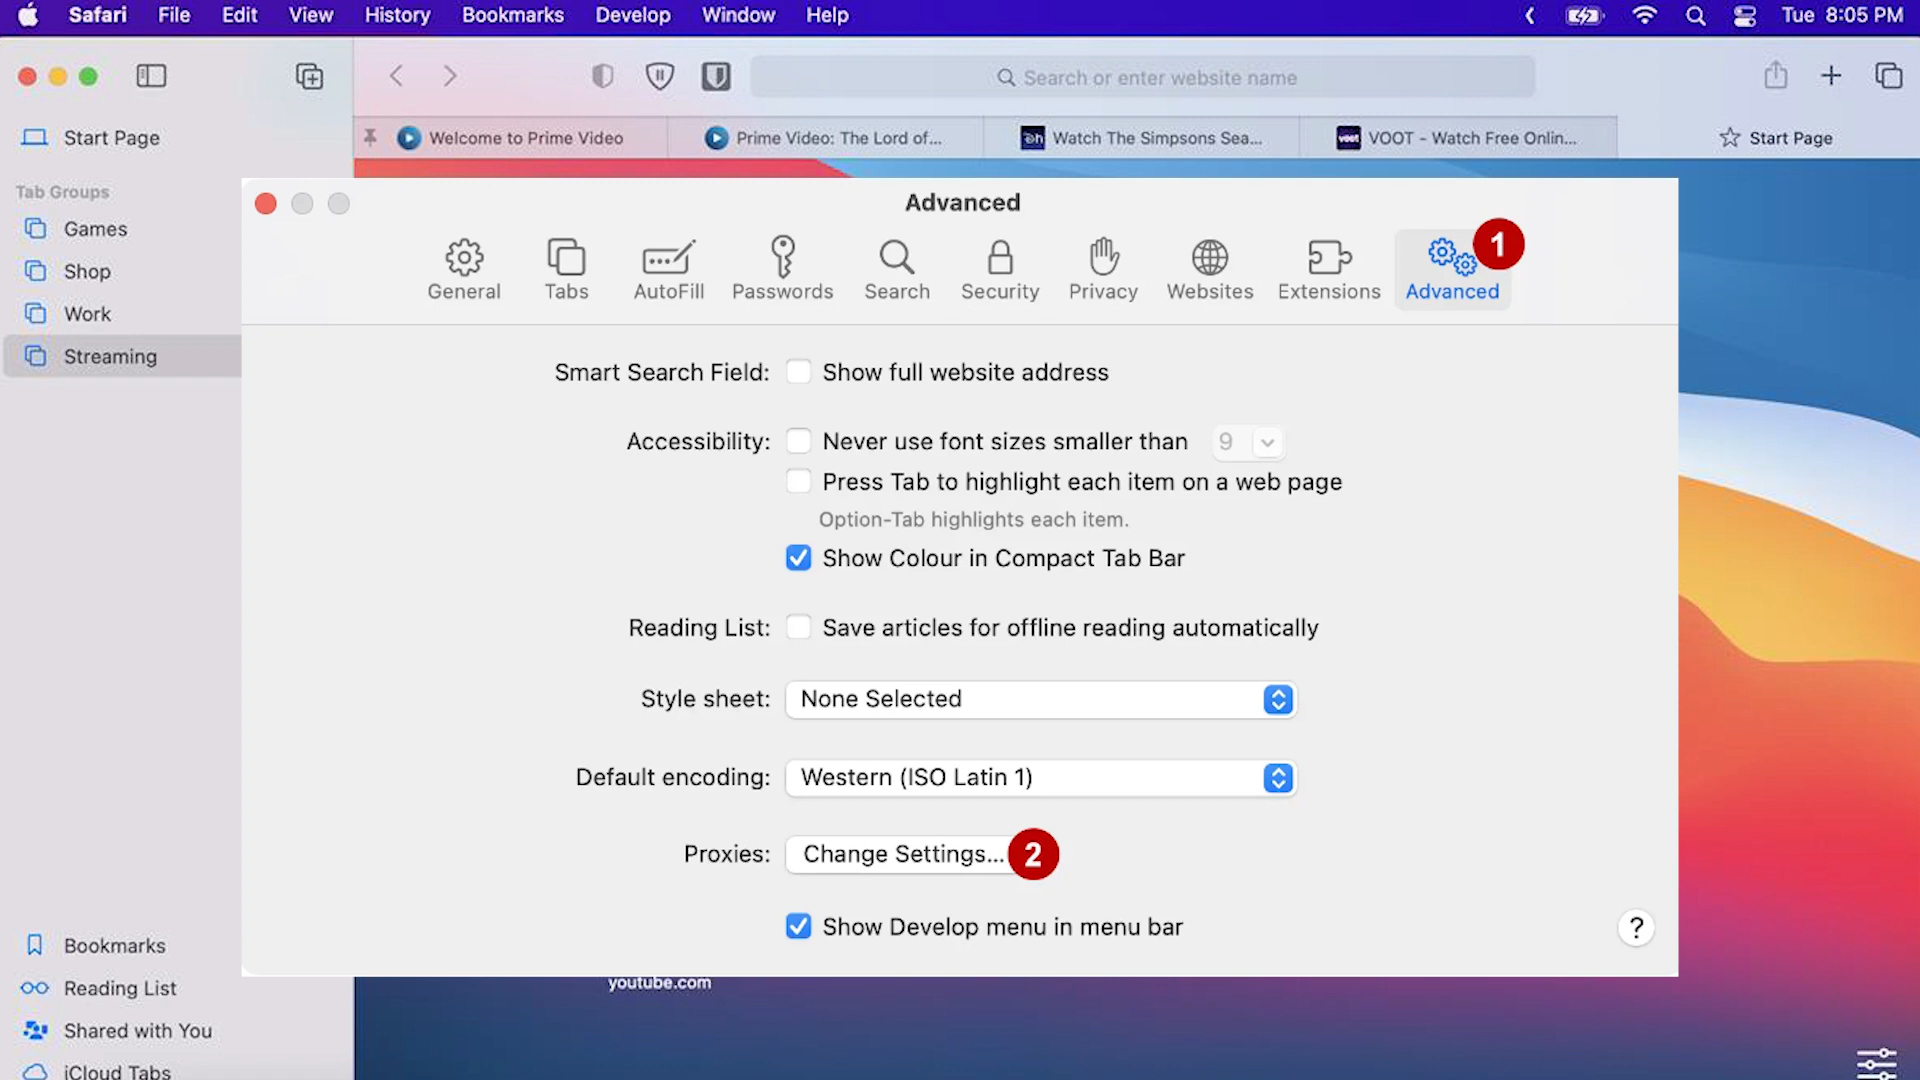 Safari File Edit View History Bookmarks Develop Window Help Tue 8:05 PM
Search or enter website name
Start Page
Welcome to Prime Video
Prime Video: The Lord of...
Watch The Simpsons Sea...
voot VOOT - Watch Free Onlin...
Start Page
Tab Groups
Games
Shop
Work
Streaming
Bookmarks
Reading List
Shared with You
iCloud Tabs
Advanced
General Tabs AutoFill Passwords Search Security Privacy Websites Extensions Advanced
1
Smart Search Field: Show full website address
Accessibility: Never use font sizes smaller than 9
Press Tab to highlight each item on a web page
Option-Tab highlights each item.
Show Colour in Compact Tab Bar
Reading List: Save articles for offline reading automatically
Style sheet: None Selected
Default encoding: Western (ISO Latin 1)
Proxies: Change Settings... 2
Show Develop menu in menu bar
?
youtube.com